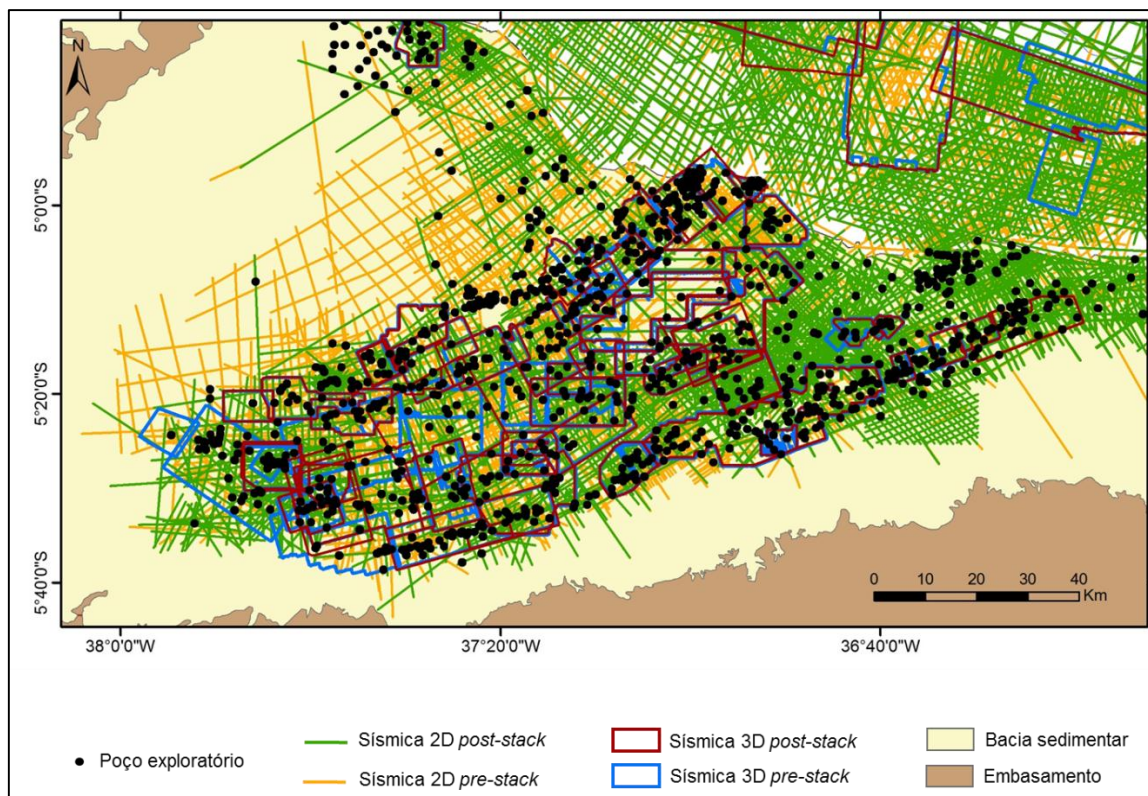 N
5°0'0"S
5°20'0"S
5°40'0"S
0 10 20 30 40
Km
38°0'0"W 37°20'0"W 36°40'0"W
Poço exploratório
Sísmica 2D post-stack
Sísmica 2D pre-stack
Sísmica 3D post-stack
Sísmica 3D pre-stack
Bacia sedimentar
Embasamento